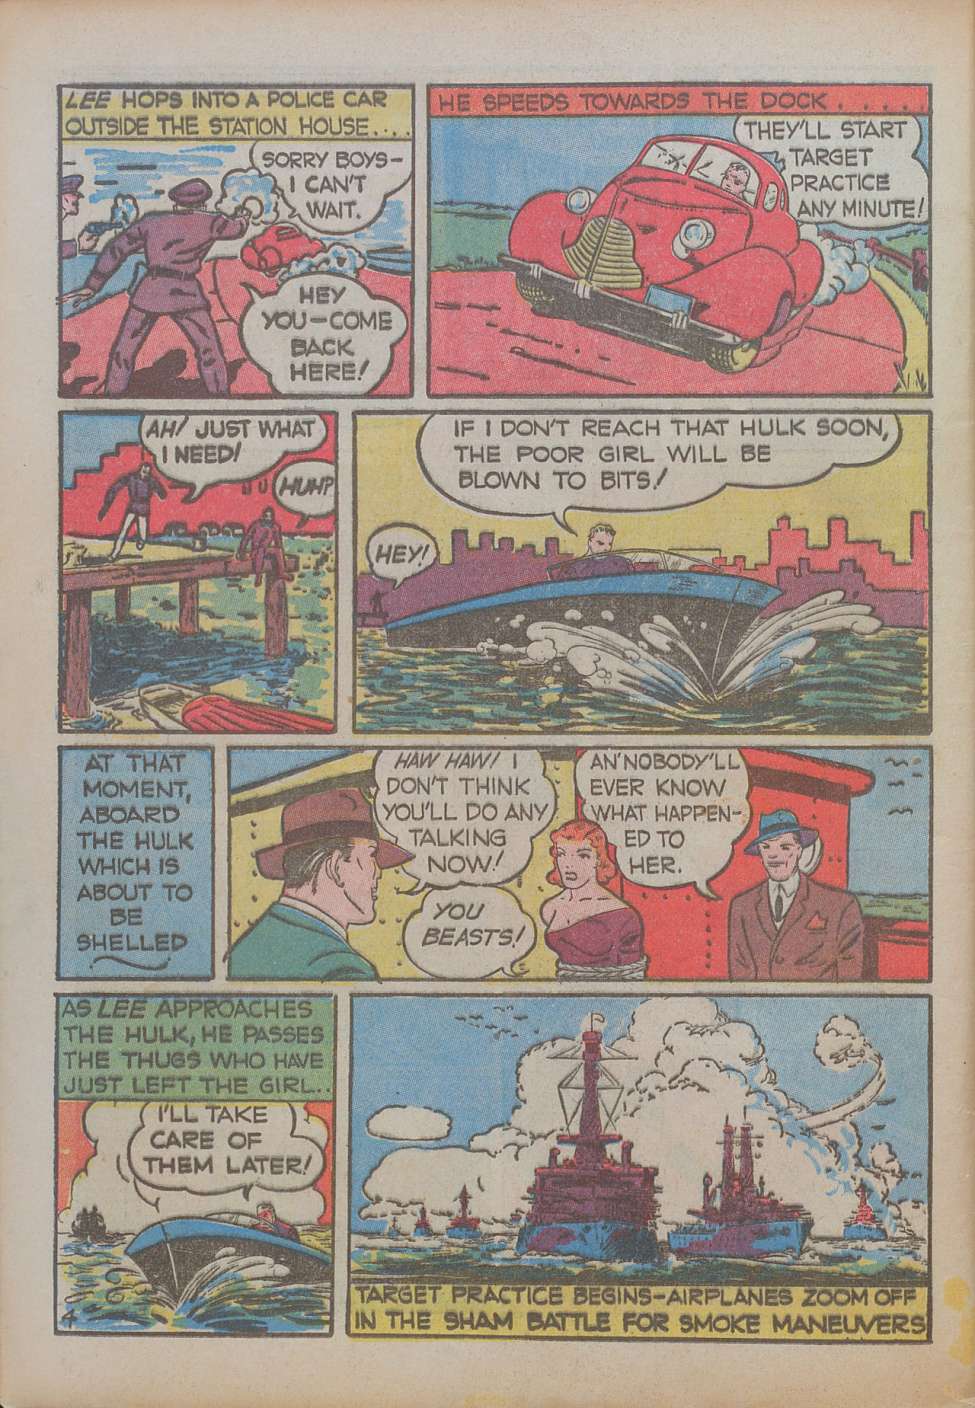 LEE HOPS INTO A POLICE CAR
OUTSIDE THE STATION HOUSE....
SORRY BOYS-
I CAN'T
WAIT.
HEY
YOU-COME
BACK
HERE!
HE SPEEDS TOWARDS THE DOCK.....
THEY'LL START
TARGET
PRACTICE
ANY MINUTE!
AH! JUST WHAT
I NEED!
HUH?
IF I DON'T REACH THAT HULK SOON,
THE POOR GIRL WILL BE
BLOWN TO BITS!
HEY!
AT THAT
MOMENT,
ABOARD
THE HULK
WHICH IS
ABOUT TO
BE
SHELLED
HAW HAW! I
DON'T THINK
YOU'LL DO ANY
TALKING
NOW!
YOU
BEASTS!
AN' NOBODY'LL
EVER KNOW
WHAT HAPPEN-
ED TO
HER.
AS LEE APPROACHES
THE HULK, HE PASSES
THE THUGS WHO HAVE
JUST LEFT THE GIRL..
I'LL TAKE
CARE OF
THEM LATER!
4
TARGET PRACTICE BEGINS-AIRPLANES ZOOM OFF
IN THE SHAM BATTLE FOR SMOKE MANEUVERS